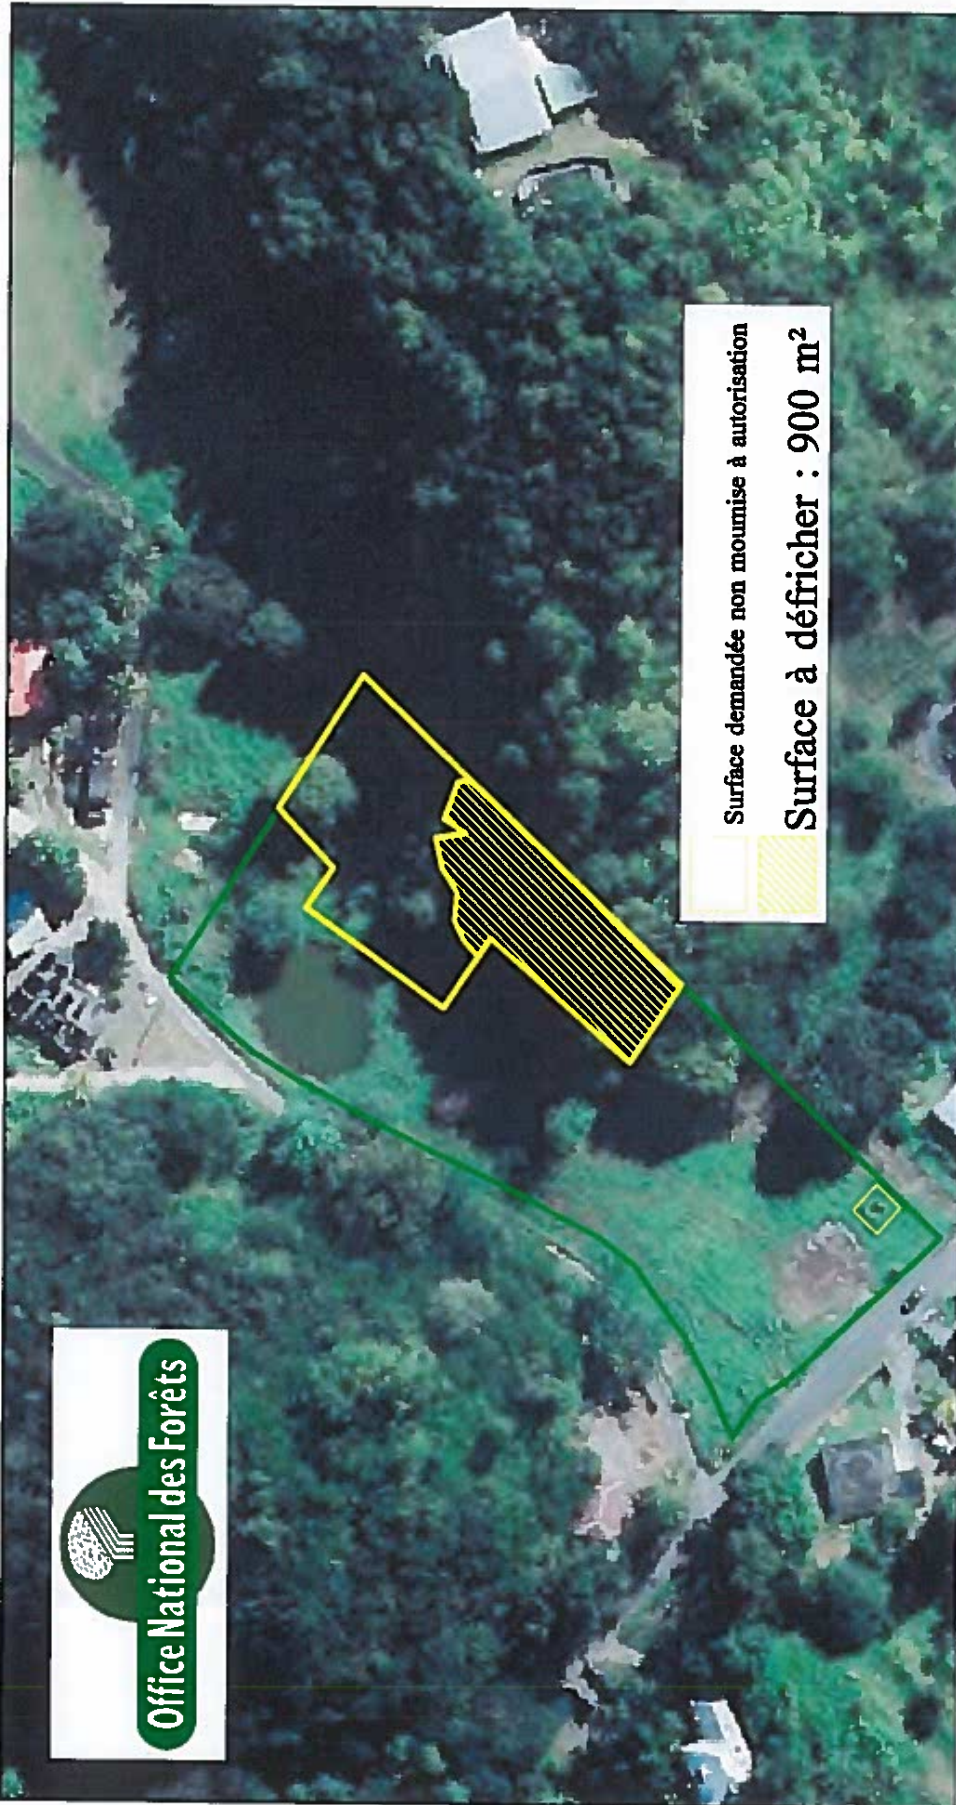 Office National des Forêts
Surface demandée non moumise à autorisation
Surface à défricher : 900 m²